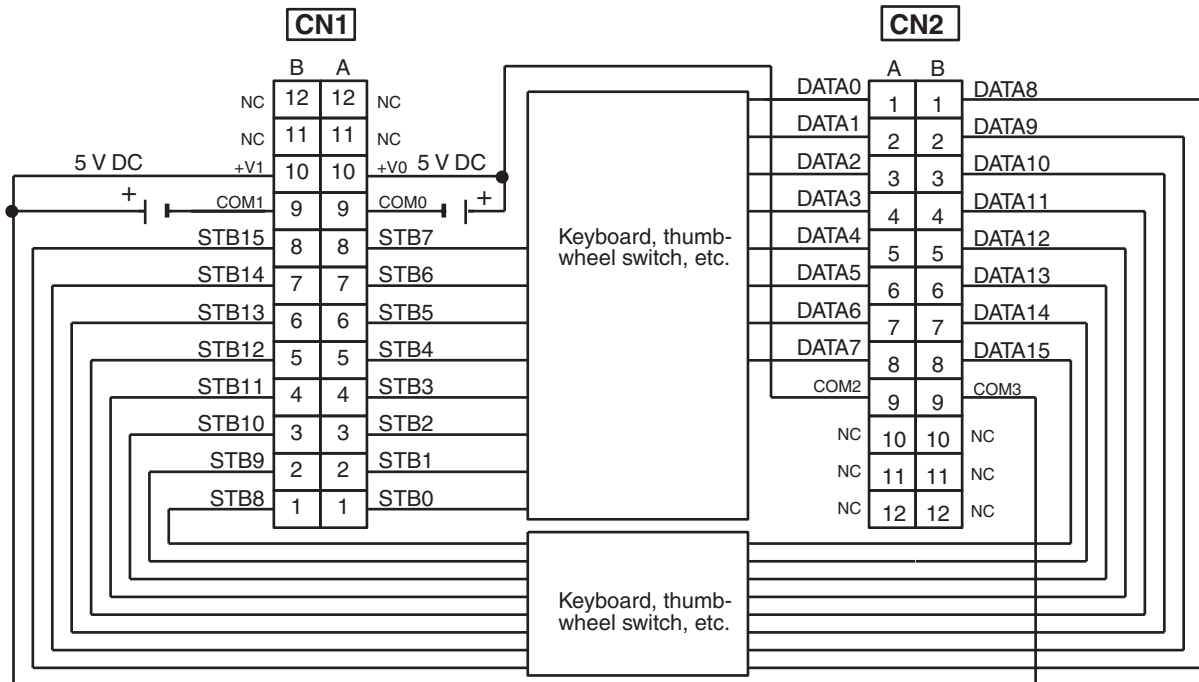 CN1
CN2
B A
A B
NC 12 12 NC
NC 11 11 NC
5 V DC +V1 10 10 +V0 5 V DC
+ COM1 9 9 COM0 +
STB15 8 8 STB7
STB14 7 7 STB6
STB13 6 6 STB5
STB12 5 5 STB4
STB11 4 4 STB3
STB10 3 3 STB2
STB9 2 2 STB1
STB8 1 1 STB0
Keyboard, thumb-
wheel switch, etc.
DATA0 1 1 DATA8
DATA1 2 2 DATA9
DATA2 3 3 DATA10
DATA3 4 4 DATA11
DATA4 5 5 DATA12
DATA5 6 6 DATA13
DATA6 7 7 DATA14
DATA7 8 8 DATA15
COM2 9 9 COM3
NC 10 10 NC
NC 11 11 NC
NC 12 12 NC
Keyboard, thumb-
wheel switch, etc.